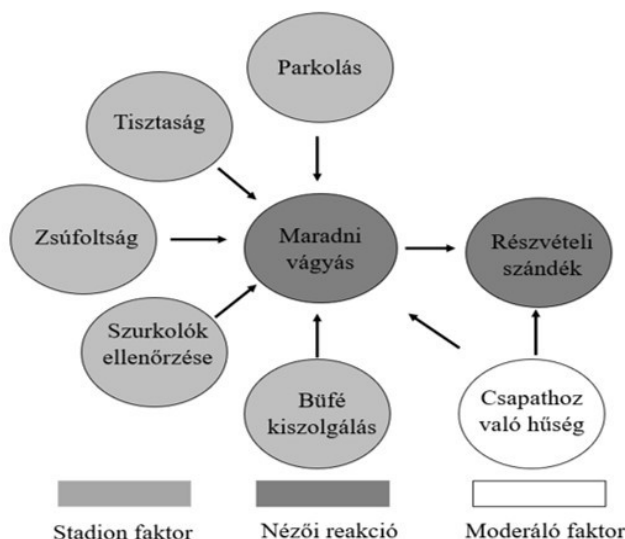 Parkolás
Tisztaság
Zsúfoltság
Maradni
vágyás
Részvételi
szándék
Szurkolók
ellenőrzése
Büfé
kiszolgálás
Csapathoz
való hűség
Stadion faktor
Nézői reakció
Moderáló faktor